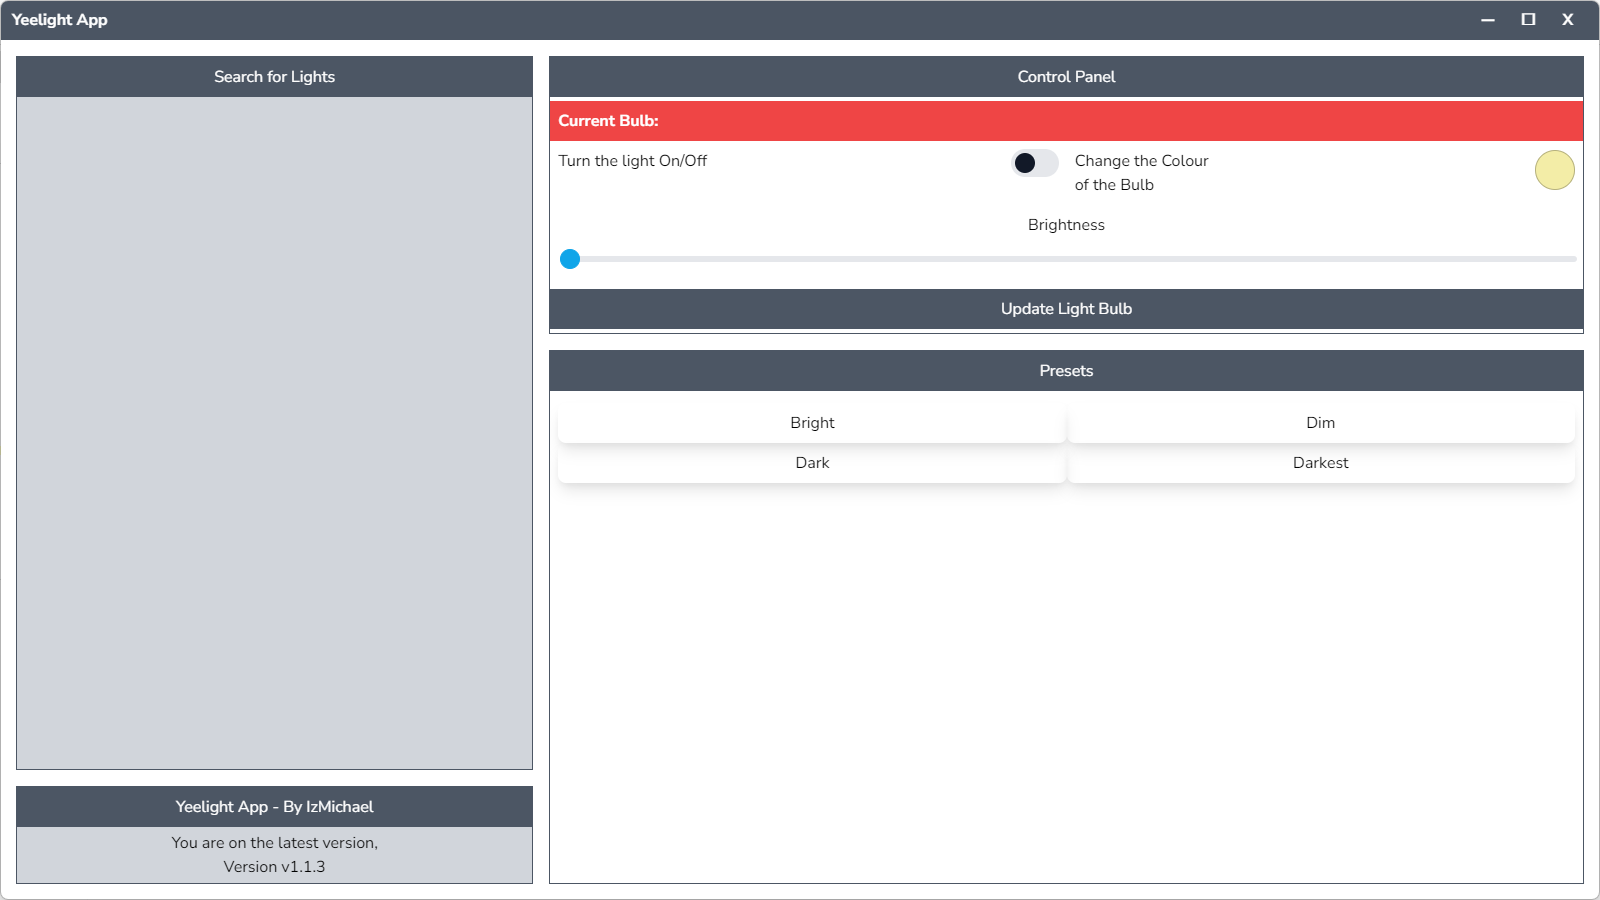 Yeelight App
X
Search for Lights
Yeelight App - By IzMichael
You are on the latest version,
Version v1.1.3
Control Panel
Current Bulb:
Turn the light On/Off
Change the Colour
of the Bulb
Brightness
Update Light Bulb
Presets
Bright
Dim
Dark
Darkest